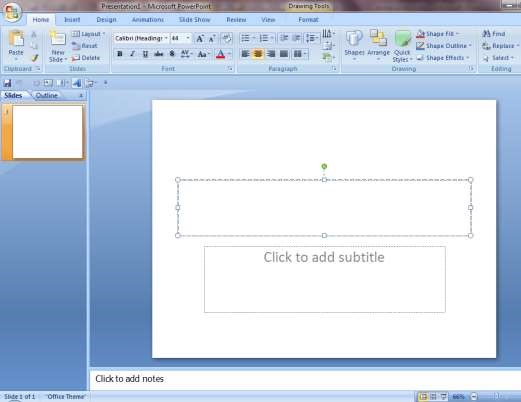 Presentation1 - Microsoft PowerPoint
Drawing Tools
Home Insert Design Animations Slide Show Review View Format
Paste
Clipboard
New Slide
Layout
Reset
Delete
Slides
Calibri (Headings) 44
B I U abc S AV Aa A
Font
Paragraph
Shapes
Arrange
Quick Styles
Shape Fill
Shape Outline
Shape Effects
Drawing
Find
Replace
Select
Editing
Slides Outline
1
Click to add subtitle
Click to add notes
Slide 1 of 1 "Office Theme" 66%